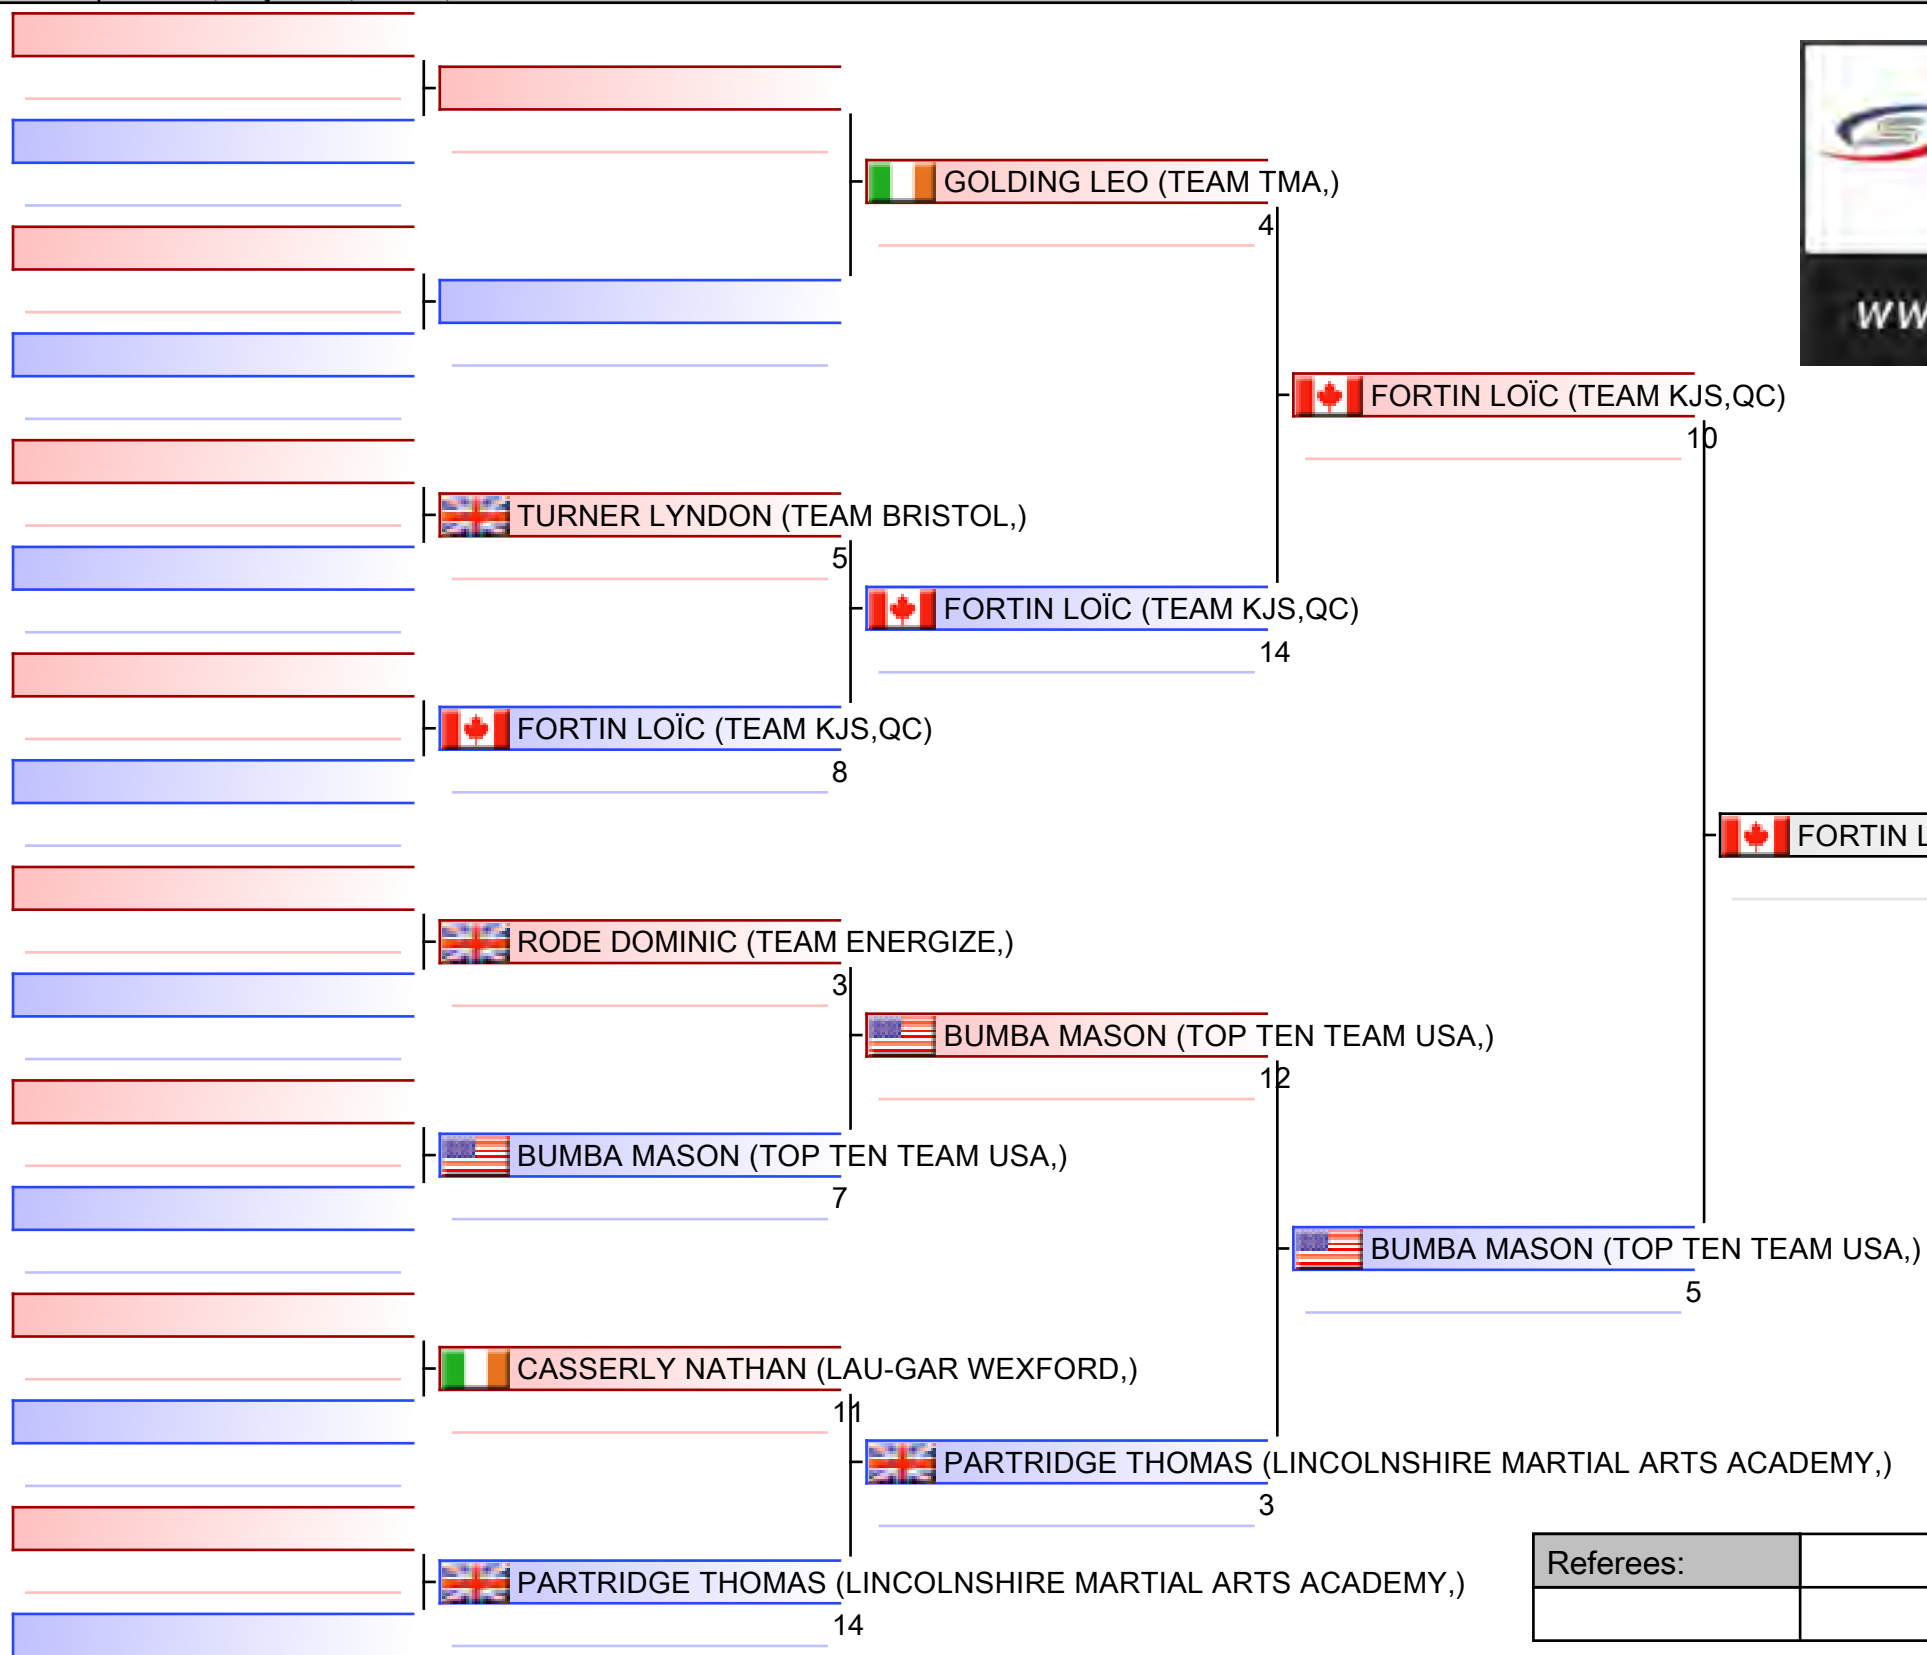 GOLDING LEO (TEAM TMA,)
4
WW
FORTIN LOÏC (TEAM KJS,QC)
10
TURNER LYNDON (TEAM BRISTOL,)
5
FORTIN LOÏC (TEAM KJS,QC)
14
FORTIN LOÏC (TEAM KJS,QC)
8
FORTIN L
RODE DOMINIC (TEAM ENERGIZE,)
3
BUMBA MASON (TOP TEN TEAM USA,)
12
BUMBA MASON (TOP TEN TEAM USA,)
7
BUMBA MASON (TOP TEN TEAM USA,)
5
CASSERLY NATHAN (LAU-GAR WEXFORD,)
11
PARTRIDGE THOMAS (LINCOLNSHIRE MARTIAL ARTS ACADEMY,)
3
Referees:
PARTRIDGE THOMAS (LINCOLNSHIRE MARTIAL ARTS ACADEMY,)
14